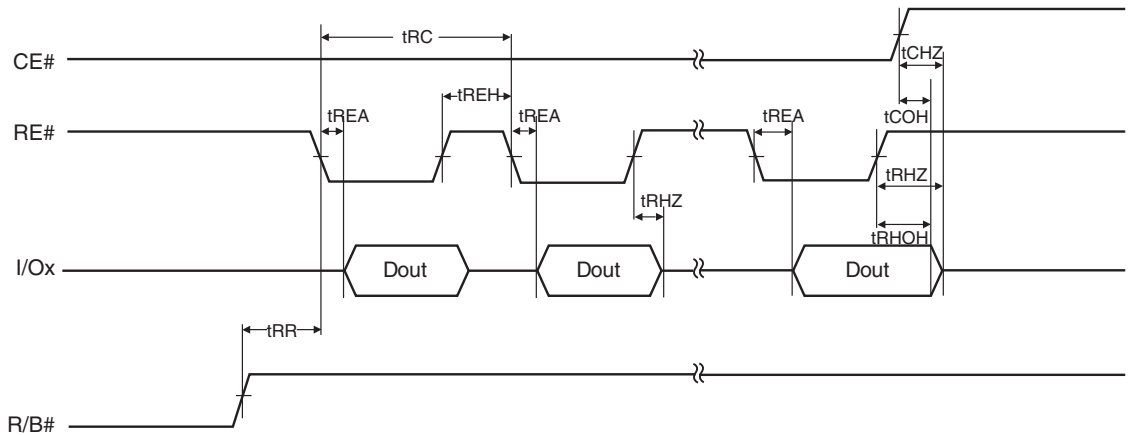 tRC
tCHZ
CE#
tREH
tCOH
tREA
tREA
tREA
RE#
tRHZ
tRHZ
tRHOH
I/Ox
Dout
Dout
Dout
tRR
R/B#